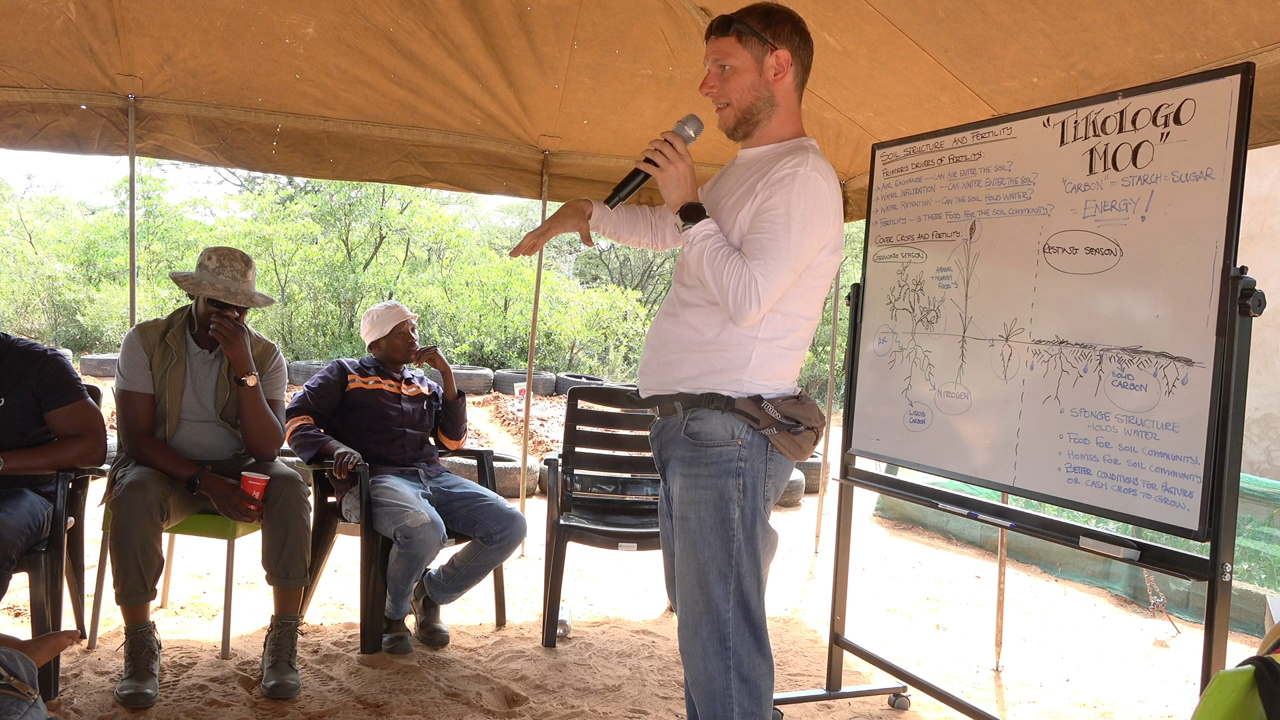 SOIL STRUCTURE AND FERTILITY
PRIMARY DRIVERS OF FERTILITY:
→ AIR EXCHANGE — CAN AIR ENTER THE SOIL?
→ WATER INFILTRATION — CAN WATER ENTER THE SOIL?
→ WATER RETENTION — CAN THE SOIL HOLD WATER?
→ FERTILITY — IS THERE FOOD FOR THE SOIL COMMUNITY?
COVER CROPS AND FERTILITY:
GROWING SEASON
ANIMAL
+ HUMAN
FOOD
AIR
NITROGEN
LIQUID
CARBON
"TIKOLOGO
MOO"
"CARBON" = STARCH = SUGAR
= ENERGY!
RESTING SEASON
SOLID
CARBON
○ SPONGE STRUCTURE
HOLDS WATER
○ FOOD FOR SOIL COMMUNITY.
○ HOMES FOR SOIL COMMUNITY
○ BETTER CONDITIONS FOR PASTURE
OR CASH CROPS TO GROW.